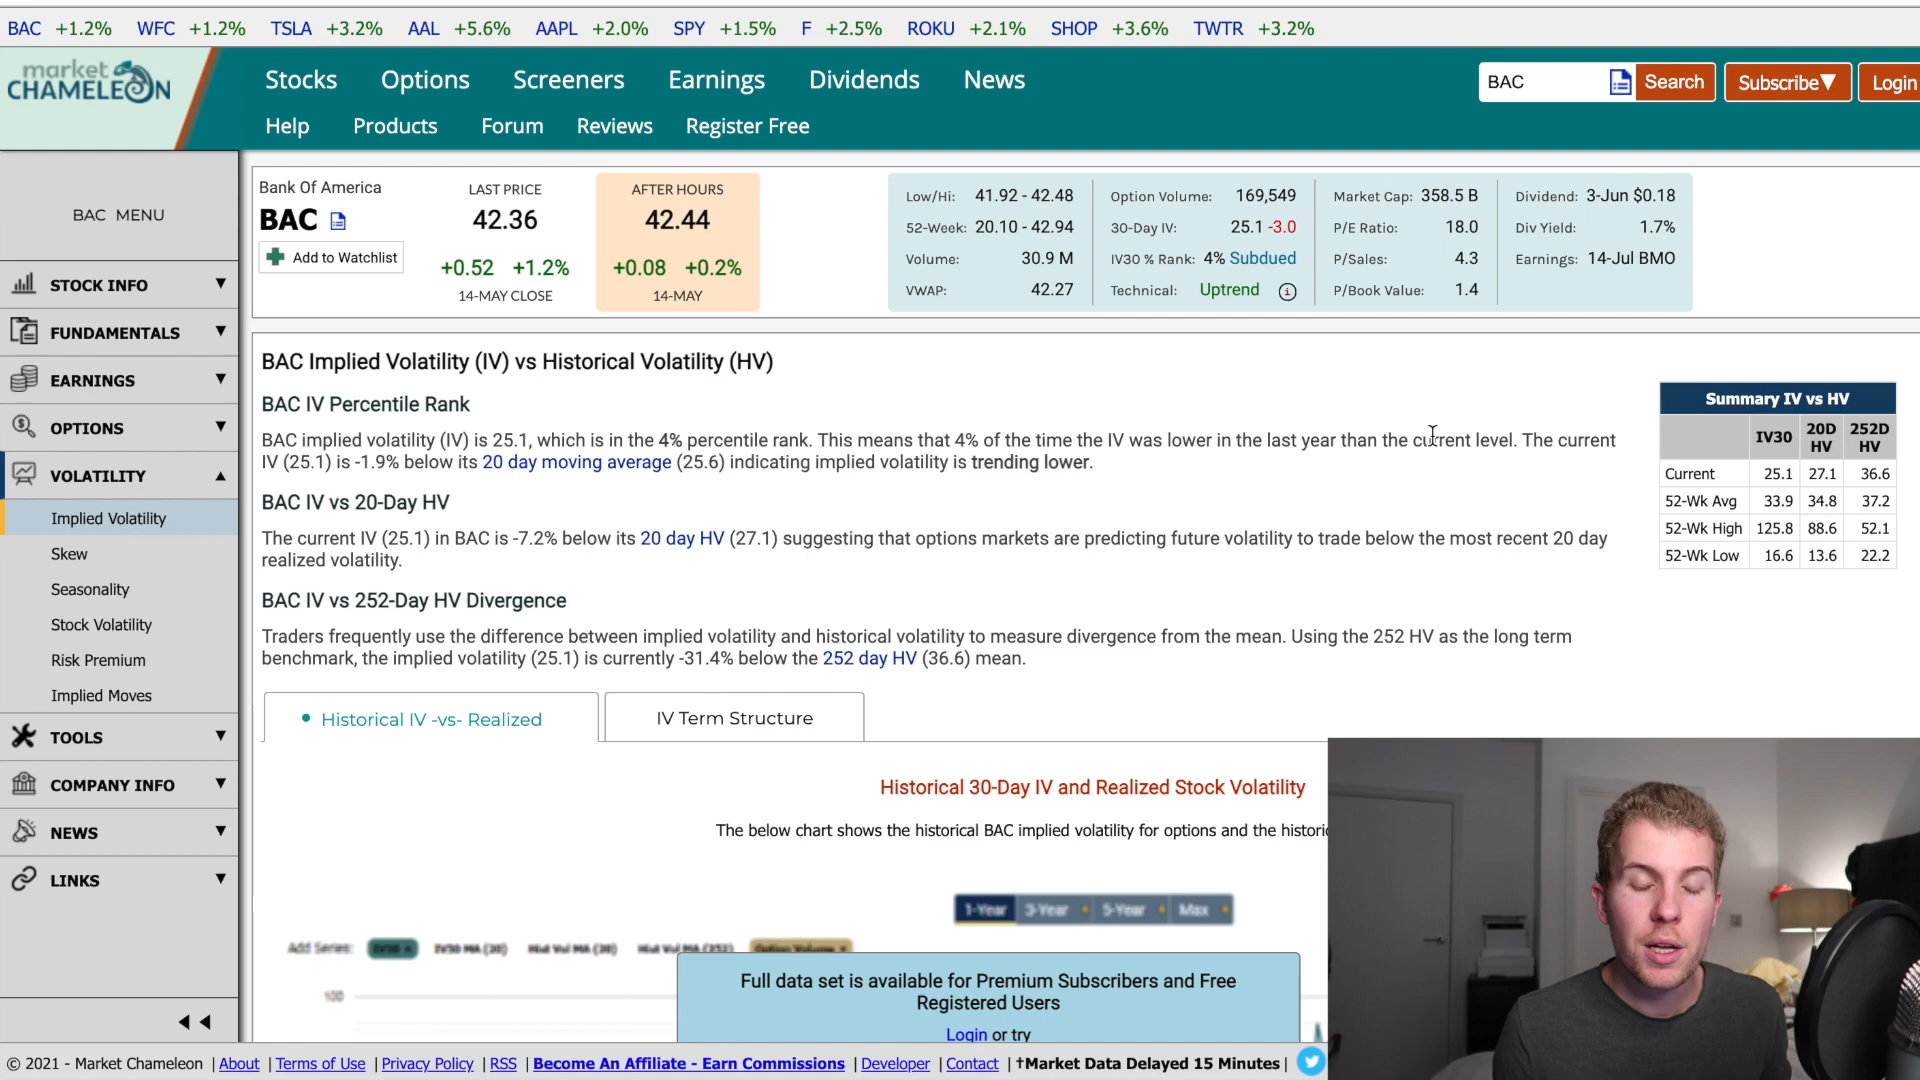 BAC +1.2% WFC +1.2% TSLA +3.2% AAL +5.6% AAPL +2.0% SPY +1.5% F +2.5% ROKU +2.1% SHOP +3.6% TWTR +3.2%
market
CHAMELEON
Stocks Options Screeners Earnings Dividends News
Help Products Forum Reviews Register Free
BAC Search Subscribe▼ Login
BAC MENU
STOCK INFO ▼
FUNDAMENTALS ▼
EARNINGS ▼
OPTIONS ▼
VOLATILITY ▲
Implied Volatility
Skew
Seasonality
Stock Volatility
Risk Premium
Implied Moves
TOOLS ▼
COMPANY INFO ▼
NEWS ▼
LINKS ▼
Bank Of America
BAC
Add to Watchlist
LAST PRICE
42.36
+0.52 +1.2%
14-MAY CLOSE
AFTER HOURS
42.44
+0.08 +0.2%
14-MAY
Low/Hi: 41.92 - 42.48
52-Week: 20.10 - 42.94
Volume: 30.9 M
VWAP: 42.27
Option Volume: 169,549
30-Day IV: 25.1 -3.0
IV30 % Rank: 4% Subdued
Technical: Uptrend
Market Cap: 358.5 B
P/E Ratio: 18.0
P/Sales: 4.3
P/Book Value: 1.4
Dividend: 3-Jun $0.18
Div Yield: 1.7%
Earnings: 14-Jul BMO
BAC Implied Volatility (IV) vs Historical Volatility (HV)
BAC IV Percentile Rank
BAC implied volatility (IV) is 25.1, which is in the 4% percentile rank. This means that 4% of the time the IV was lower in the last year than the current level. The current
IV (25.1) is -1.9% below its 20 day moving average (25.6) indicating implied volatility is trending lower.
BAC IV vs 20-Day HV
The current IV (25.1) in BAC is -7.2% below its 20 day HV (27.1) suggesting that options markets are predicting future volatility to trade below the most recent 20 day
realized volatility.
BAC IV vs 252-Day HV Divergence
Traders frequently use the difference between implied volatility and historical volatility to measure divergence from the mean. Using the 252 HV as the long term
benchmark, the implied volatility (25.1) is currently -31.4% below the 252 day HV (36.6) mean.
Summary IV vs HV
IV30 20D HV 252D HV
Current 25.1 27.1 36.6
52-Wk Avg 33.9 34.8 37.2
52-Wk High 125.8 88.6 52.1
52-Wk Low 16.6 13.6 22.2
• Historical IV -vs- Realized
IV Term Structure
Historical 30-Day IV and Realized Stock Volatility
The below chart shows the historical BAC implied volatility for options and the
1-Year 3-Year 5-Year Max
Add Series: IV30 IV30 MA (20) Hist Vol MA (20) Hist Vol MA (252) Option Volume
100
Full data set is available for Premium Subscribers and Free
Registered Users
Login or try
© 2021 - Market Chameleon | About | Terms of Use | Privacy Policy | RSS | Become An Affiliate - Earn Commissions | Developer | Contact | †Market Data Delayed 15 Minutes |